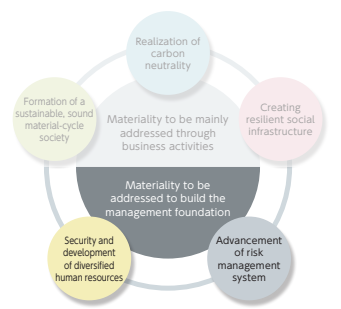 Realization of
carbon
neutrality
Formation of a
sustainable, sound
material-cycle
society
Materiality to be mainly
addressed through
business activities
Creating
resilient social
infrastructure
Materiality to be
addressed to build the
management foundation
Security and
development
of diversified
human resources
Advancement
of risk
management
system